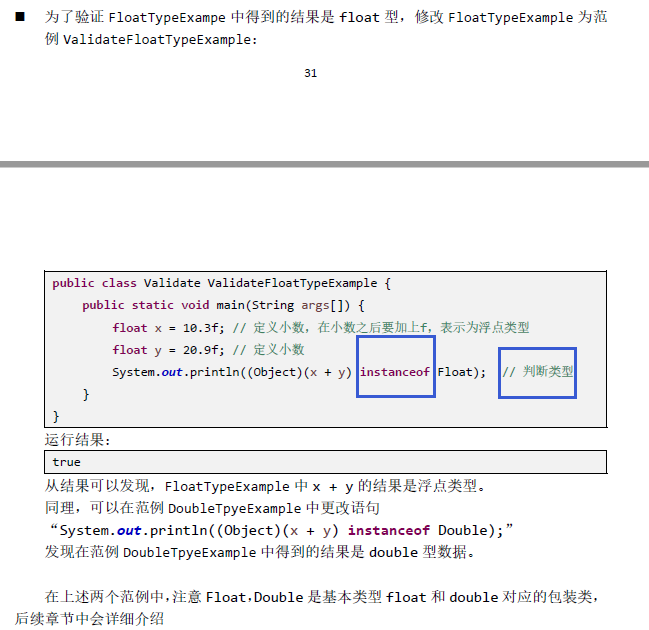 ■ 为了验证 FloatTypeExampe 中得到的结果是 float 型，修改 FloatTypeExample 为范
例 ValidateFloatTypeExample：
31
public class Validate ValidateFloatTypeExample {
public static void main(String args[]) {
float x = 10.3f; // 定义小数，在小数之后要加上f，表示为浮点类型
float y = 20.9f; // 定义小数
System.out.println((Object)(x + y) instanceof Float); // 判断类型
}
}
运行结果：
true
从结果可以发现，FloatTypeExample 中 x + y 的结果是浮点类型。
同理，可以在范例 DoubleTpyeExample 中更改语句
“System.out.println((Object)(x + y) instanceof Double);”
发现在范例 DoubleTpyeExample 中得到的结果是 double 型数据。
在上述两个范例中，注意 Float，Double 是基本类型 float 和 double 对应的包装类，
后续章节中会详细介绍